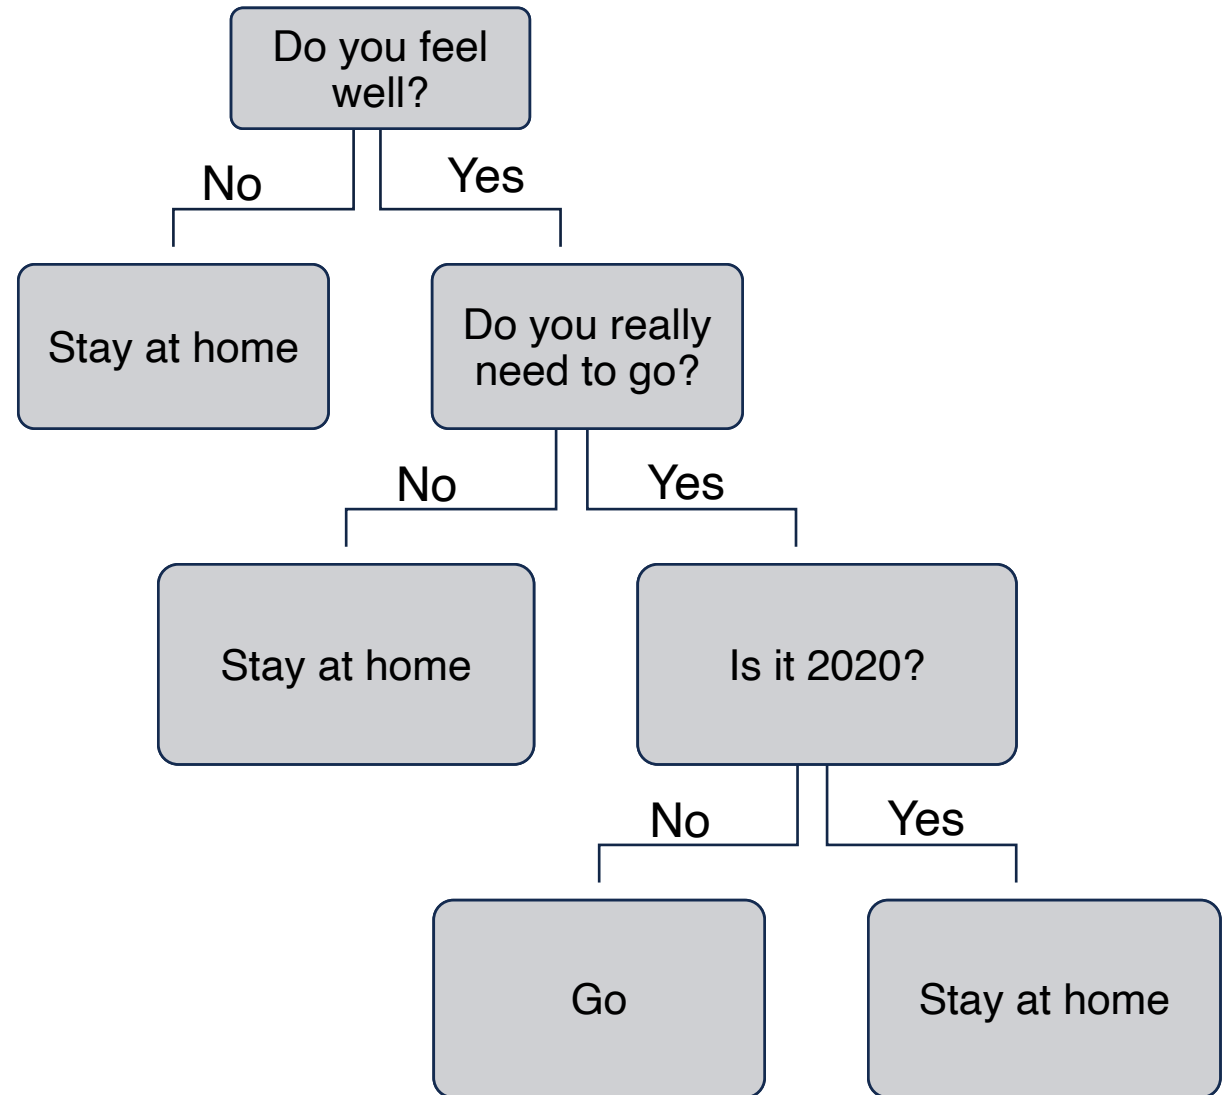 Do you feel
well?
No
Yes
Stay at home
Do you really
need to go?
No
Yes
Stay at home
Is it 2020?
No
Yes
Go
Stay at home